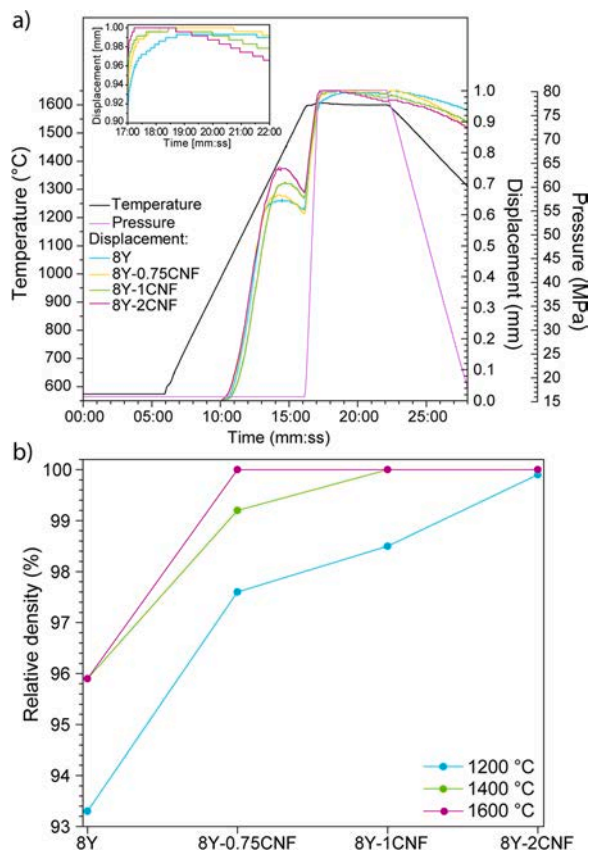 a)
Displacement [mm]
1.00
0.98
0.96
0.94
0.92
0.90
17:00 18:00 19:00 20:00 21:00 22:00
Time [mm:ss]
Temperature (°C)
1600
1500
1400
1300
1200
1100
1000
900
800
700
600
Temperature
Pressure
Displacement:
8Y
8Y-0.75CNF
8Y-1CNF
8Y-2CNF
1.0
0.9
0.8
0.7
0.6
0.5
0.4
0.3
0.2
0.1
0.0
Displacement (mm)
80
75
70
65
60
55
50
45
40
35
30
25
20
15
Pressure (MPa)
00:00 05:00 10:00 15:00 20:00 25:00
Time (mm:ss)
b)
Relative density (%)
100
99
98
97
96
95
94
93
1200 °C
1400 °C
1600 °C
8Y 8Y-0.75CNF 8Y-1CNF 8Y-2CNF